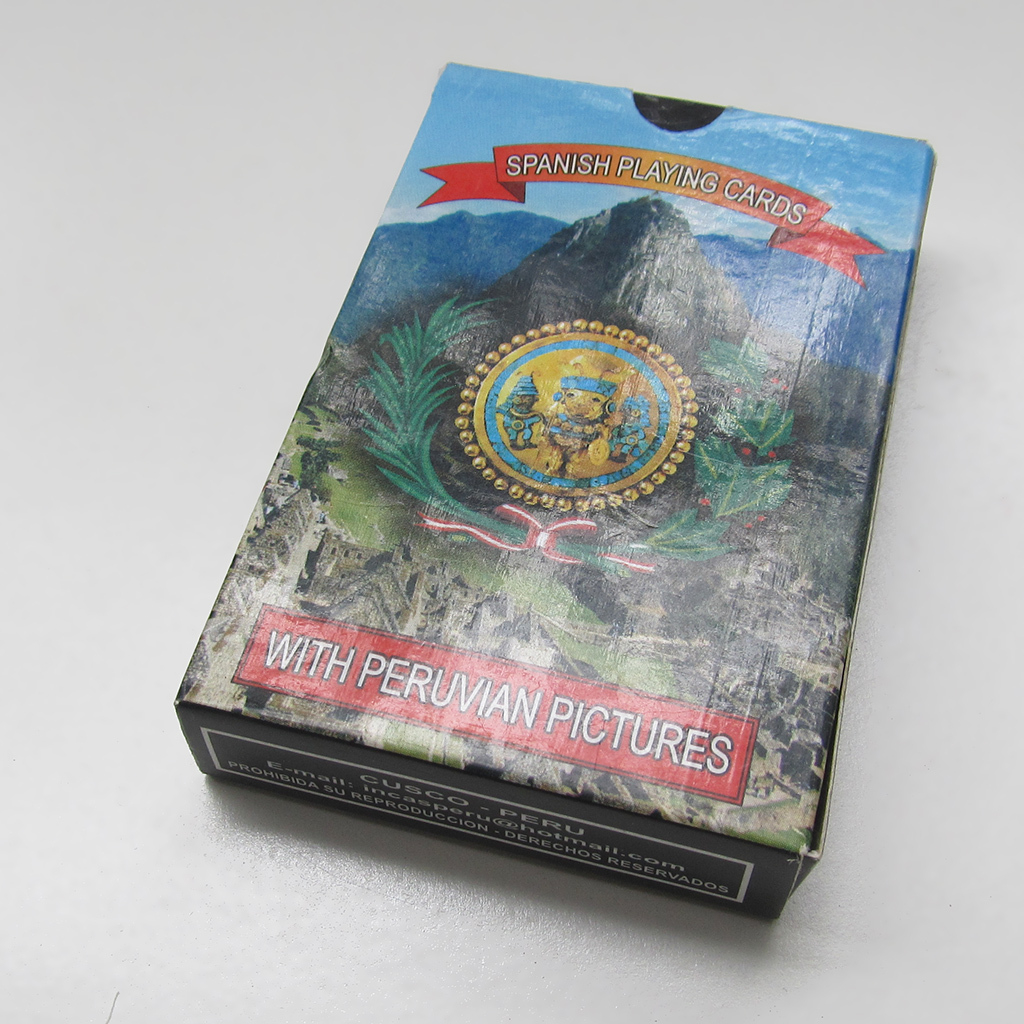 SPANISH PLAYING CARDS
WITH PERUVIAN PICTURES
CUSCO - PERU
E-mail: incasperu@hotmail.com
PROHIBIDA SU REPRODUCCION - DERECHOS RESERVADOS